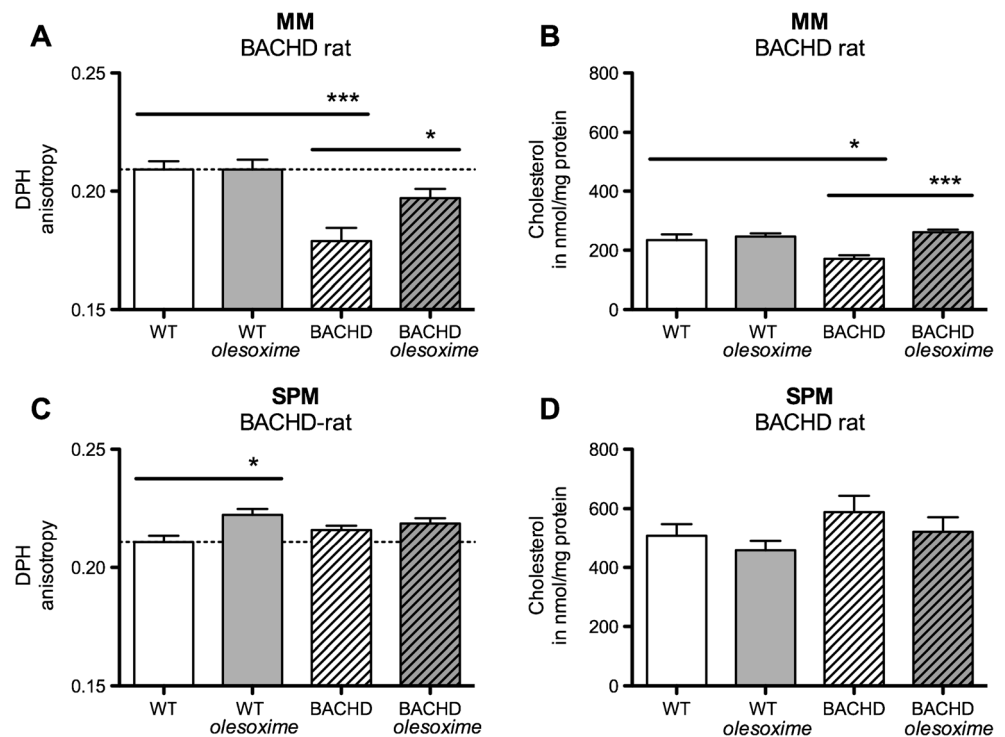 A
MM
BACHD rat
DPH
anisotropy
0.25
0.20
0.15
***
*
WT
WT
olesoxime
BACHD
BACHD
olesoxime
B
MM
BACHD rat
Cholesterol
in nmol/mg protein
800
600
400
200
0
*
***
WT
WT
olesoxime
BACHD
BACHD
olesoxime
C
SPM
BACHD-rat
DPH
anisotropy
0.25
0.20
0.15
*
WT
WT
olesoxime
BACHD
BACHD
olesoxime
D
SPM
BACHD rat
Cholesterol
in nmol/mg protein
800
600
400
200
0
WT
WT
olesoxime
BACHD
BACHD
olesoxime